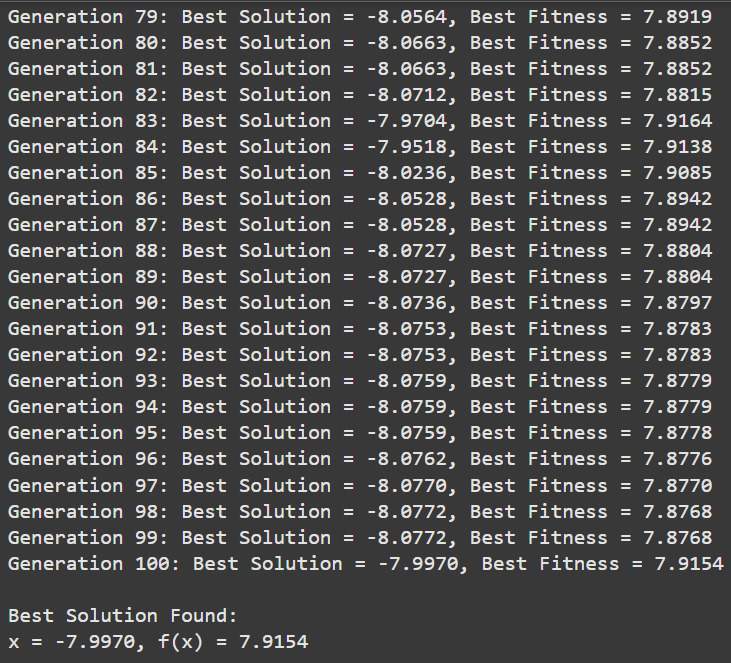 Generation 79: Best Solution = -8.0564, Best Fitness = 7.8919
Generation 80: Best Solution = -8.0663, Best Fitness = 7.8852
Generation 81: Best Solution = -8.0663, Best Fitness = 7.8852
Generation 82: Best Solution = -8.0712, Best Fitness = 7.8815
Generation 83: Best Solution = -7.9704, Best Fitness = 7.9164
Generation 84: Best Solution = -7.9518, Best Fitness = 7.9138
Generation 85: Best Solution = -8.0236, Best Fitness = 7.9085
Generation 86: Best Solution = -8.0528, Best Fitness = 7.8942
Generation 87: Best Solution = -8.0528, Best Fitness = 7.8942
Generation 88: Best Solution = -8.0727, Best Fitness = 7.8804
Generation 89: Best Solution = -8.0727, Best Fitness = 7.8804
Generation 90: Best Solution = -8.0736, Best Fitness = 7.8797
Generation 91: Best Solution = -8.0753, Best Fitness = 7.8783
Generation 92: Best Solution = -8.0753, Best Fitness = 7.8783
Generation 93: Best Solution = -8.0759, Best Fitness = 7.8779
Generation 94: Best Solution = -8.0759, Best Fitness = 7.8779
Generation 95: Best Solution = -8.0759, Best Fitness = 7.8778
Generation 96: Best Solution = -8.0762, Best Fitness = 7.8776
Generation 97: Best Solution = -8.0770, Best Fitness = 7.8770
Generation 98: Best Solution = -8.0772, Best Fitness = 7.8768
Generation 99: Best Solution = -8.0772, Best Fitness = 7.8768
Generation 100: Best Solution = -7.9970, Best Fitness = 7.9154
Best Solution Found:
x = -7.9970, f(x) = 7.9154